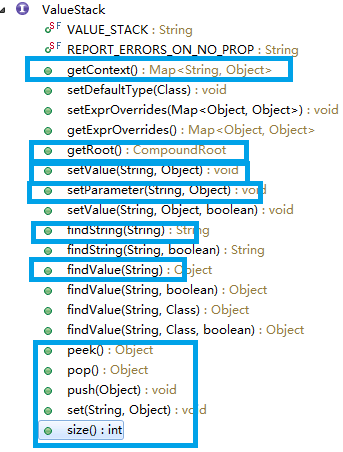 ValueStack
S F VALUE_STACK : String
S F REPORT_ERRORS_ON_NO_PROP : String
getContext() : Map<String, Object>
setDefaultType(Class) : void
setExprOverrides(Map<Object, Object>) : void
getExprOverrides() : Map<Object, Object>
getRoot() : CompoundRoot
setValue(String, Object) : void
setParameter(String, Object) : void
setValue(String, Object, boolean) : void
findString(String) : String
findString(String, boolean) : String
findValue(String) : Object
findValue(String, boolean) : Object
findValue(String, Class) : Object
findValue(String, Class, boolean) : Object
peek() : Object
pop() : Object
push(Object) : void
set(String, Object) : void
size() : int